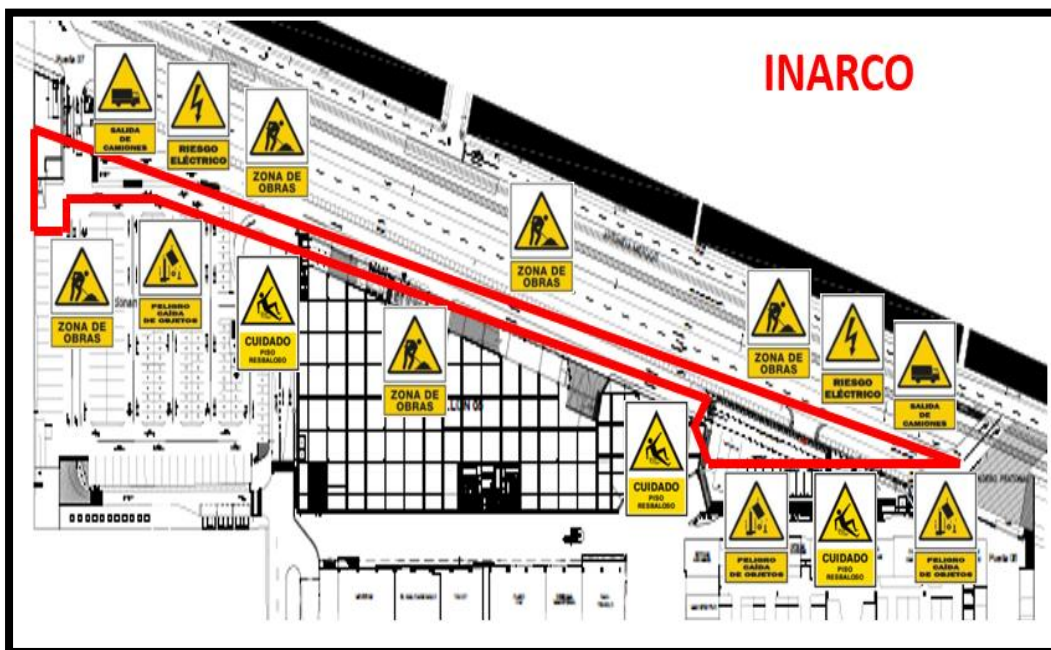 INARCO
Puerta 07
SALIDA
DE
CAMIONES
RIESGO
ELÉCTRICO
ZONA DE
OBRAS
ZONA DE
OBRAS
ZONA DE
OBRAS
PELIGRO
CAÍDA
DE OBJETOS
CUIDADO
PISO
RESBALOSO
ZONA DE
OBRAS
ZONA DE
OBRAS
RIESGO
ELÉCTRICO
SALIDA
DE
CAMIONES
CUIDADO
PISO
RESBALOSO
PELIGRO
CAÍDA
DE OBJETOS
CUIDADO
PISO
RESBALOSO
PELIGRO
CAÍDA
DE OBJETOS